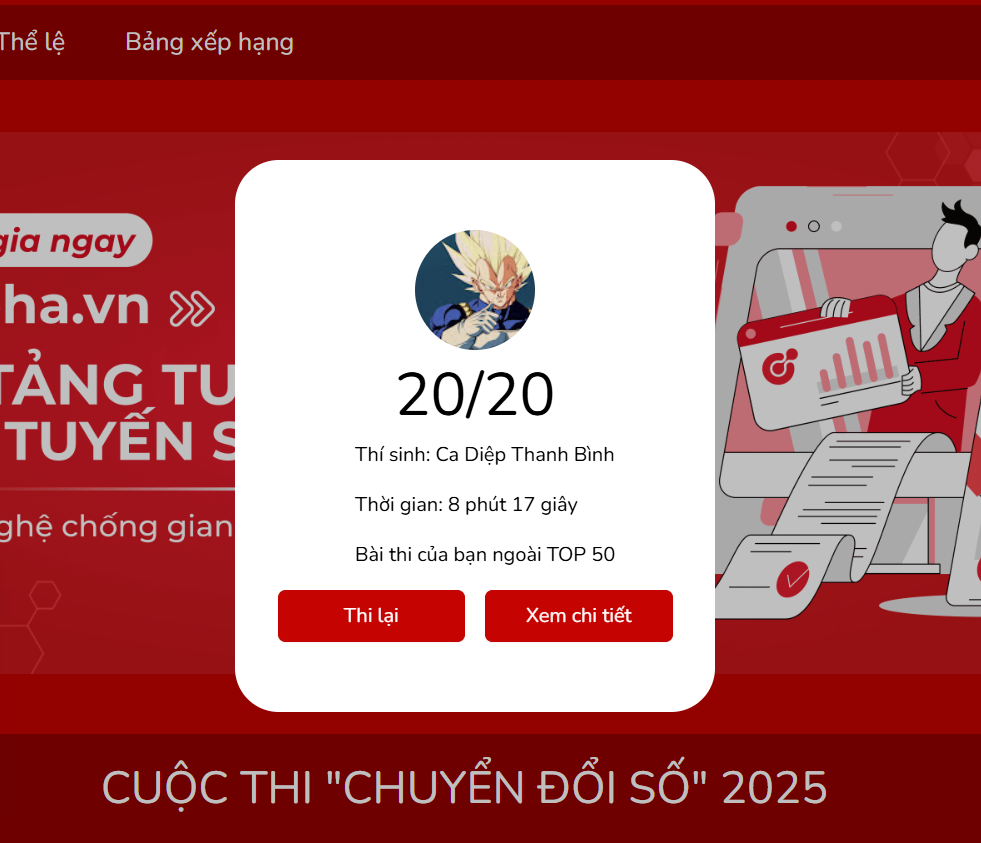 Thể lệ
Bảng xếp hạng
gia ngay
ha.vn
TẢNG TU
TUYẾN S
ghệ chống gian
20/20
Thí sinh: Ca Diệp Thanh Bình
Thời gian: 8 phút 17 giây
Bài thi của bạn ngoài TOP 50
Thi lại
Xem chi tiết
CUỘC THI "CHUYỂN ĐỔI SỐ" 2025